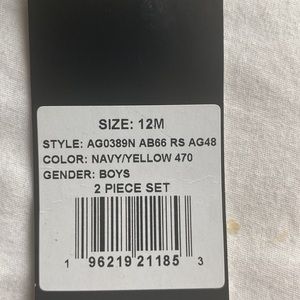 SIZE: 12M
STYLE: AG0389N AB66 RS AG48
COLOR: NAVY/YELLOW 470
GENDER: BOYS
2 PIECE SET
1 96219 21185 3